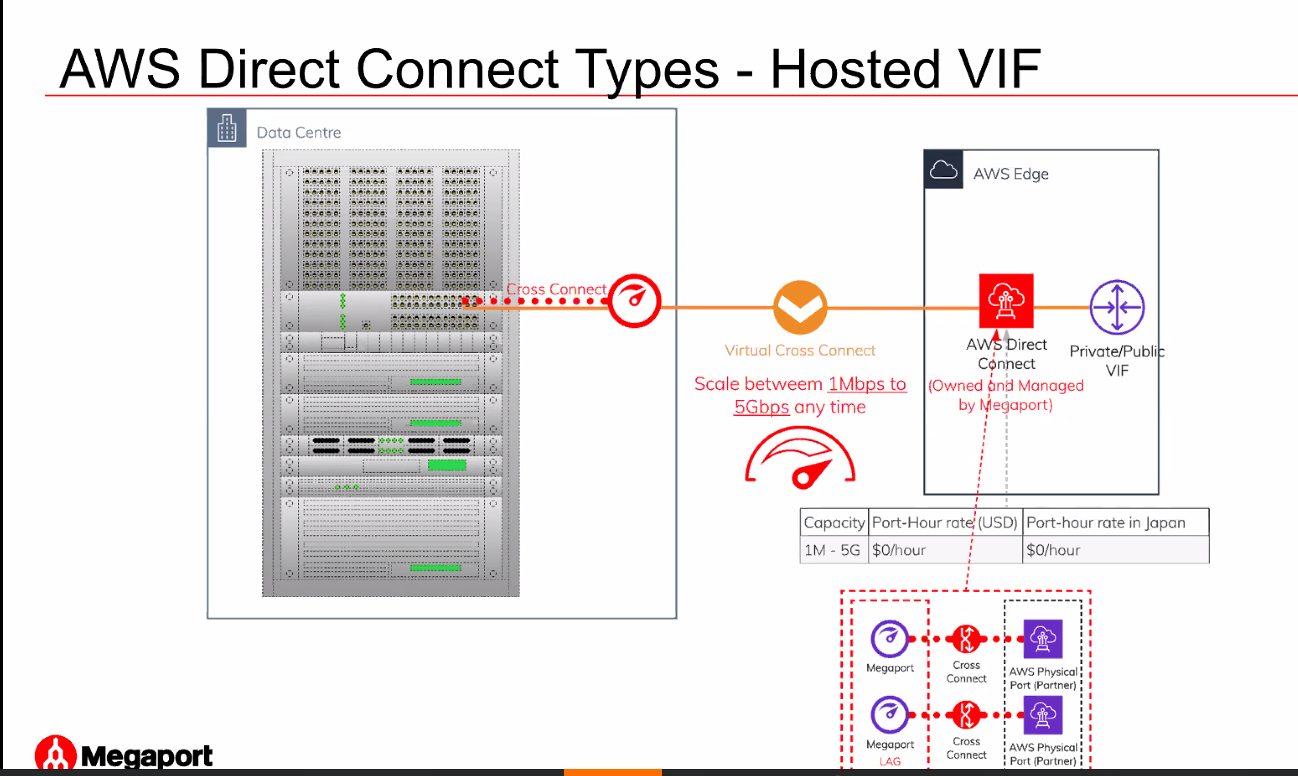 AWS Direct Connect Types - Hosted VIF
Data Centre
AWS Edge
Cross Connect
Virtual Cross Connect
Scale betweem 1Mbps to
5Gbps any time
AWS Direct
Connect
(Owned and Managed
by Megaport)
Private/Public
VIF
Capacity Port-Hour rate (USD) Port-hour rate in Japan
1M - 5G $0/hour $0/hour
Megaport
Cross
Connect
AWS Physical
Port (Partner)
Megaport
LAG
Cross
Connect
AWS Physical
Port (Partner)
Megaport